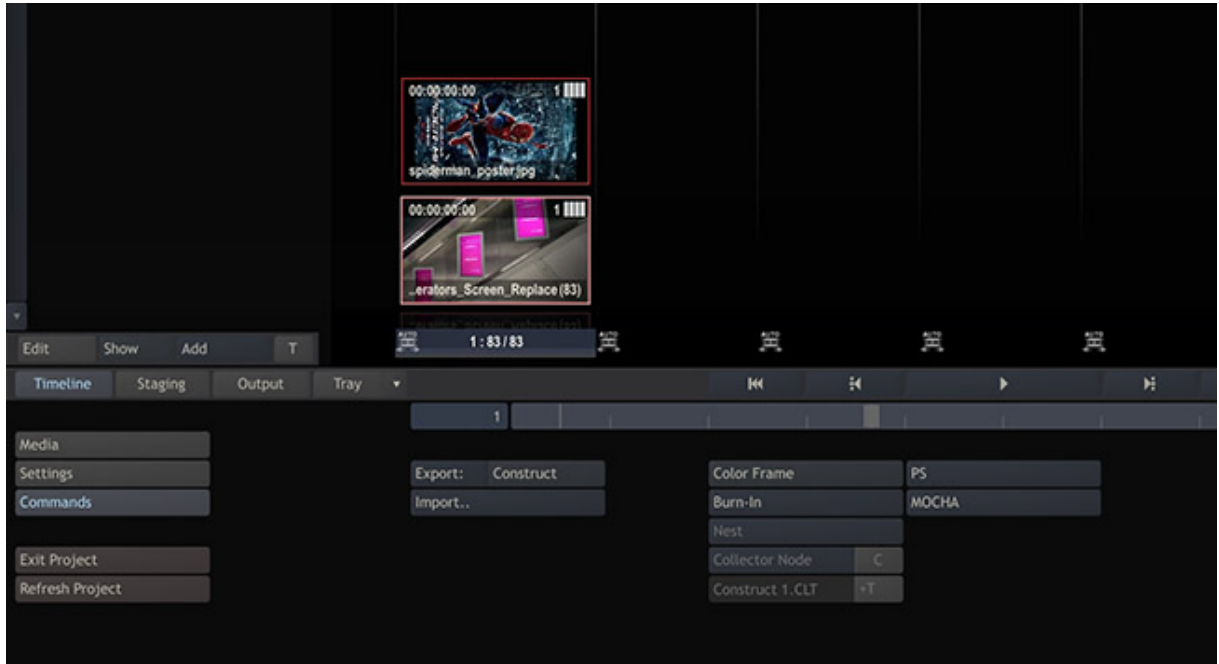 00:00:00:00 1
spiderman_poster.jpg
00:00:00:00 1
..erators_Screen_Replace(83)
1:83/83
Edit Show Add T
Timeline Staging Output Tray
1
Media
Settings
Export: Construct
Color Frame
PS
Commands
Import..
Burn-In
MOCHA
Nest
Exit Project
Collector Node C
Refresh Project
Construct 1.CLT +T